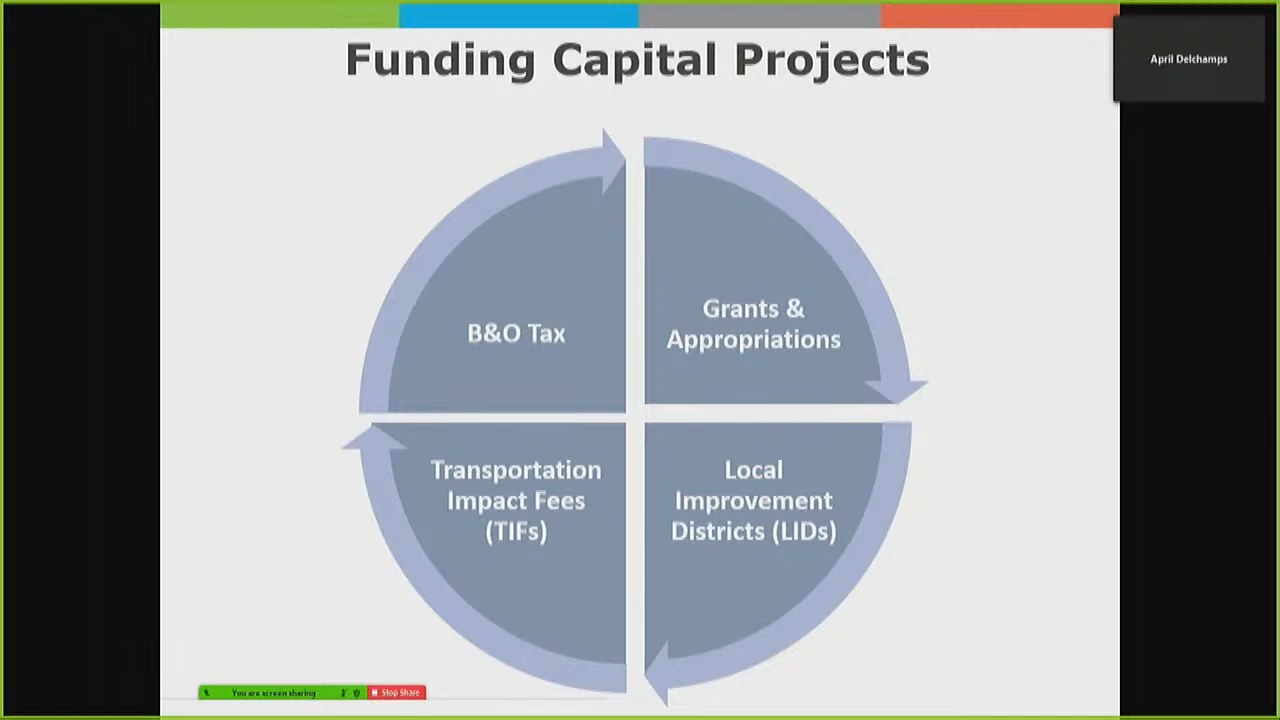 Funding Capital Projects
April Delchamps
B&O Tax
Grants &
Appropriations
Transportation
Impact Fees
(TIFs)
Local
Improvement
Districts (LIDs)
You are screen sharing
Stop Share